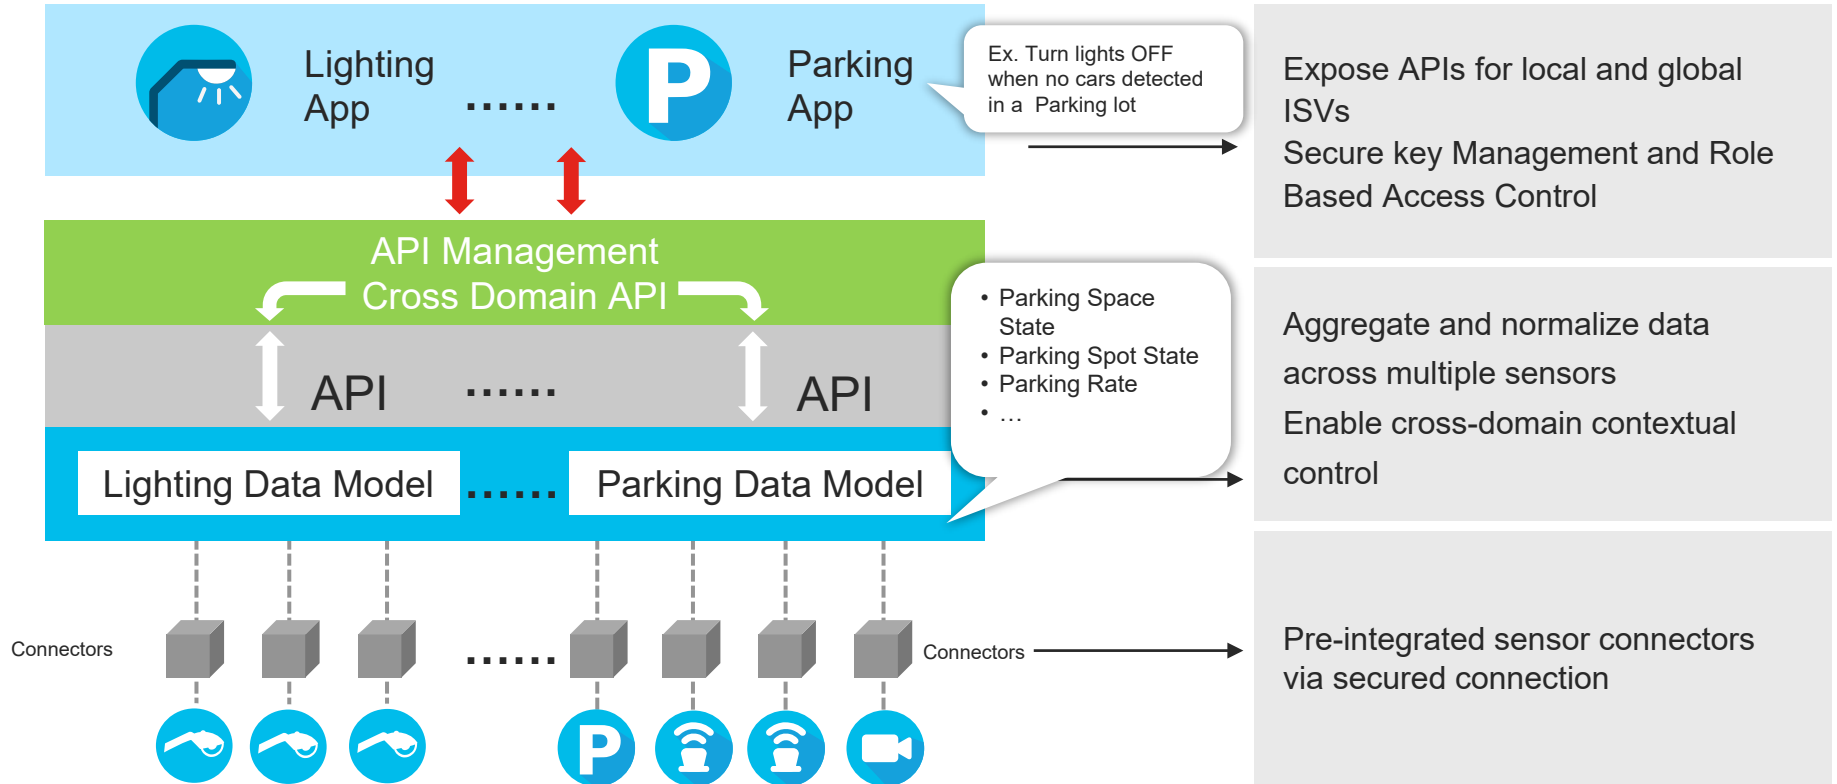 Lighting
App
......
P
Parking
App
Ex. Turn lights OFF
when no cars detected
in a Parking lot
Expose APIs for local and global
ISVs
Secure key Management and Role
Based Access Control
API Management
Cross Domain API
API
......
API
• Parking Space
State
• Parking Spot State
• Parking Rate
• …
Aggregate and normalize data
across multiple sensors
Enable cross-domain contextual
control
Lighting Data Model
......
Parking Data Model
Connectors
......
Connectors
Pre-integrated sensor connectors
via secured connection
P